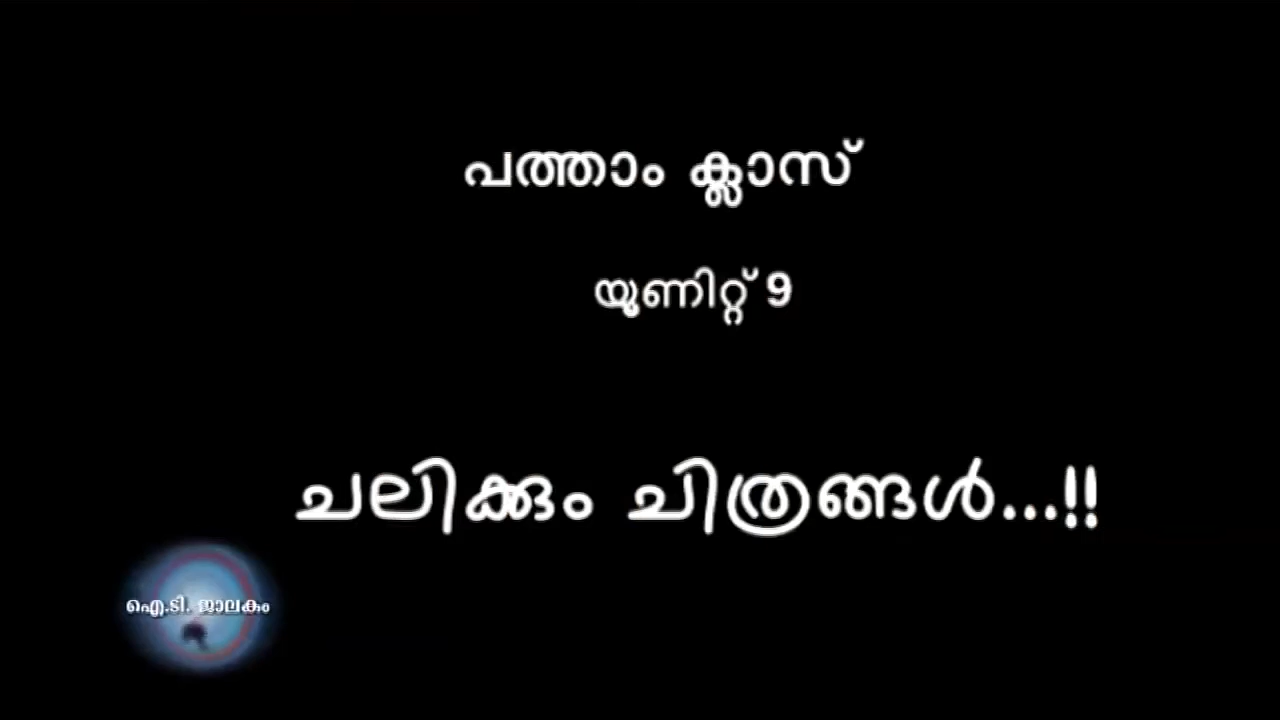 പത്താം ക്ലാസ്
യൂണിറ്റ് 9
ചലിക്കും ചിത്രങ്ങൾ...!!
ഐ.ടി. ജാലകം